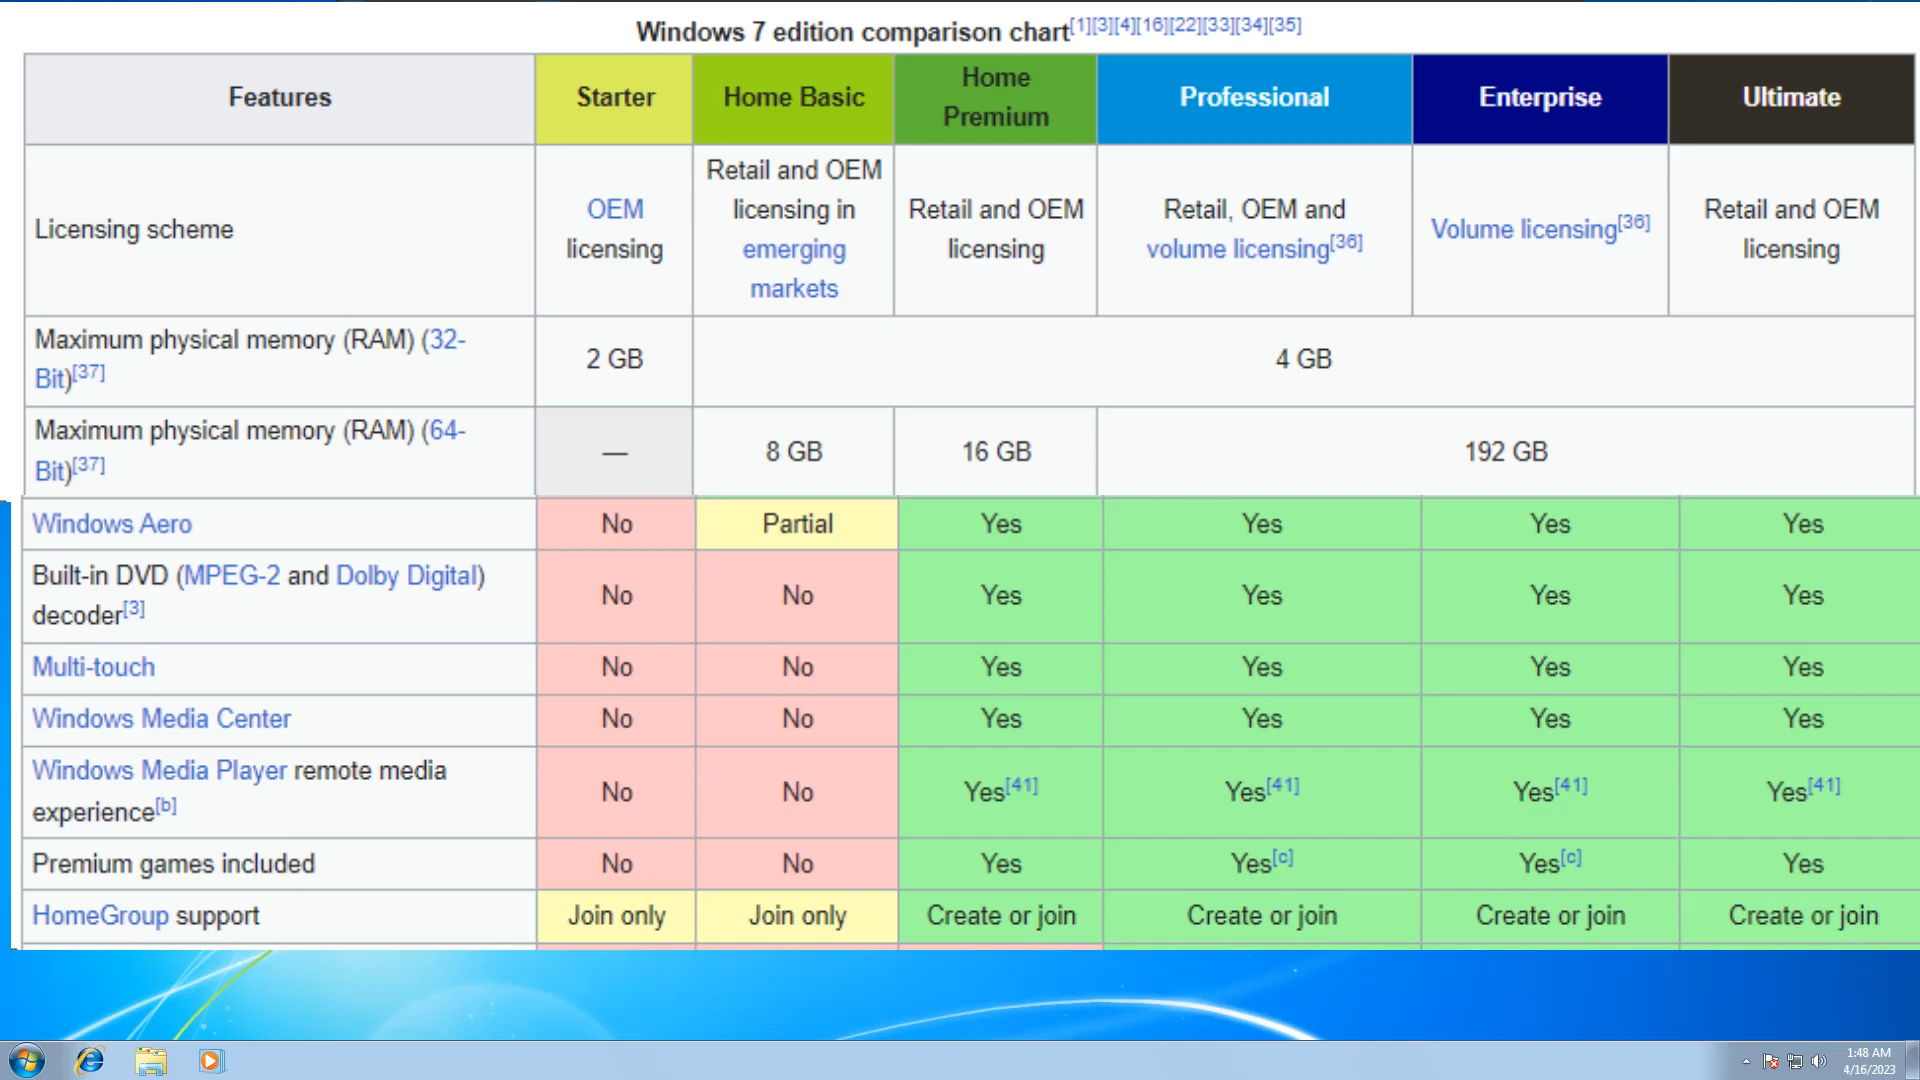 Windows 7 edition comparison chart[1][3][4][16][22][33][34][35]
Features Starter Home Basic Home Premium Professional Enterprise Ultimate
Licensing scheme
OEM
licensing
Retail and OEM
licensing in
emerging
markets
Retail and OEM
licensing
Retail, OEM and
volume licensing[36]
Volume licensing[36]
Retail and OEM
licensing
Maximum physical memory (RAM) (32-
Bit)[37]
2 GB
4 GB
Maximum physical memory (RAM) (64-
Bit)[37]
—
8 GB
16 GB
192 GB
Windows Aero No Partial Yes Yes Yes Yes
Built-in DVD (MPEG-2 and Dolby Digital)
decoder[3]
No No Yes Yes Yes Yes
Multi-touch No No Yes Yes Yes Yes
Windows Media Center No No Yes Yes Yes Yes
Windows Media Player remote media
experience[b]
No No Yes[41] Yes[41] Yes[41] Yes[41]
Premium games included No No Yes Yes[c] Yes[c] Yes
HomeGroup support Join only Join only Create or join Create or join Create or join Create or join
1:48 AM
4/16/2023